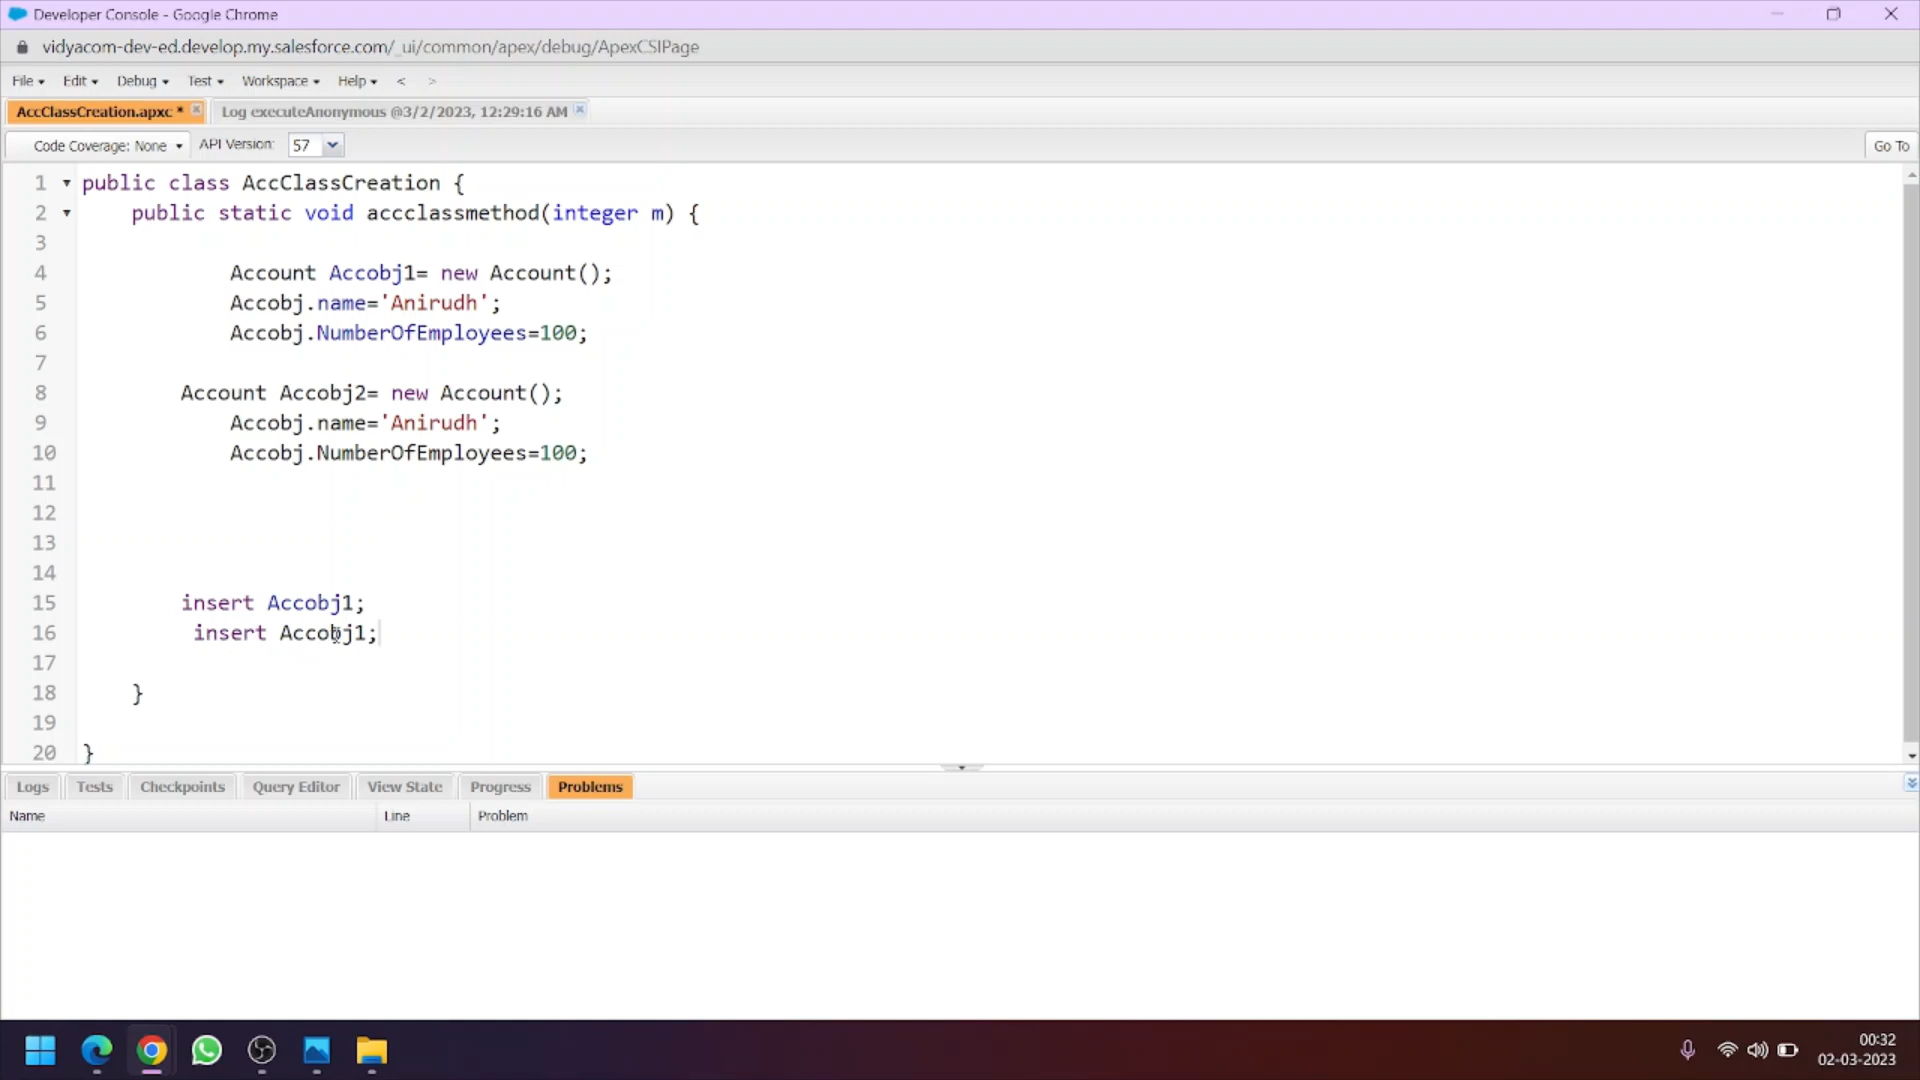 Developer Console - Google Chrome
vidyacom-dev-ed.develop.my.salesforce.com/_ui/common/apex/debug/ApexCSIPage
File Edit Debug Test Workspace Help < >
AccClassCreation.apxc * Log executeAnonymous @3/2/2023, 12:29:16 AM
Code Coverage: None API Version: 57 Go To
1 public class AccClassCreation {
2 public static void accclassmethod(integer m) {
3
4 Account Accobj1= new Account();
5 Accobj.name='Anirudh';
6 Accobj.NumberOfEmployees=100;
7
8 Account Accobj2= new Account();
9 Accobj.name='Anirudh';
10 Accobj.NumberOfEmployees=100;
11
12
13
14
15 insert Accobj1;
16 insert Accobj1;
17
18 }
19
20 }
Logs Tests Checkpoints Query Editor View State Progress Problems
Name Line Problem
00:32
02-03-2023